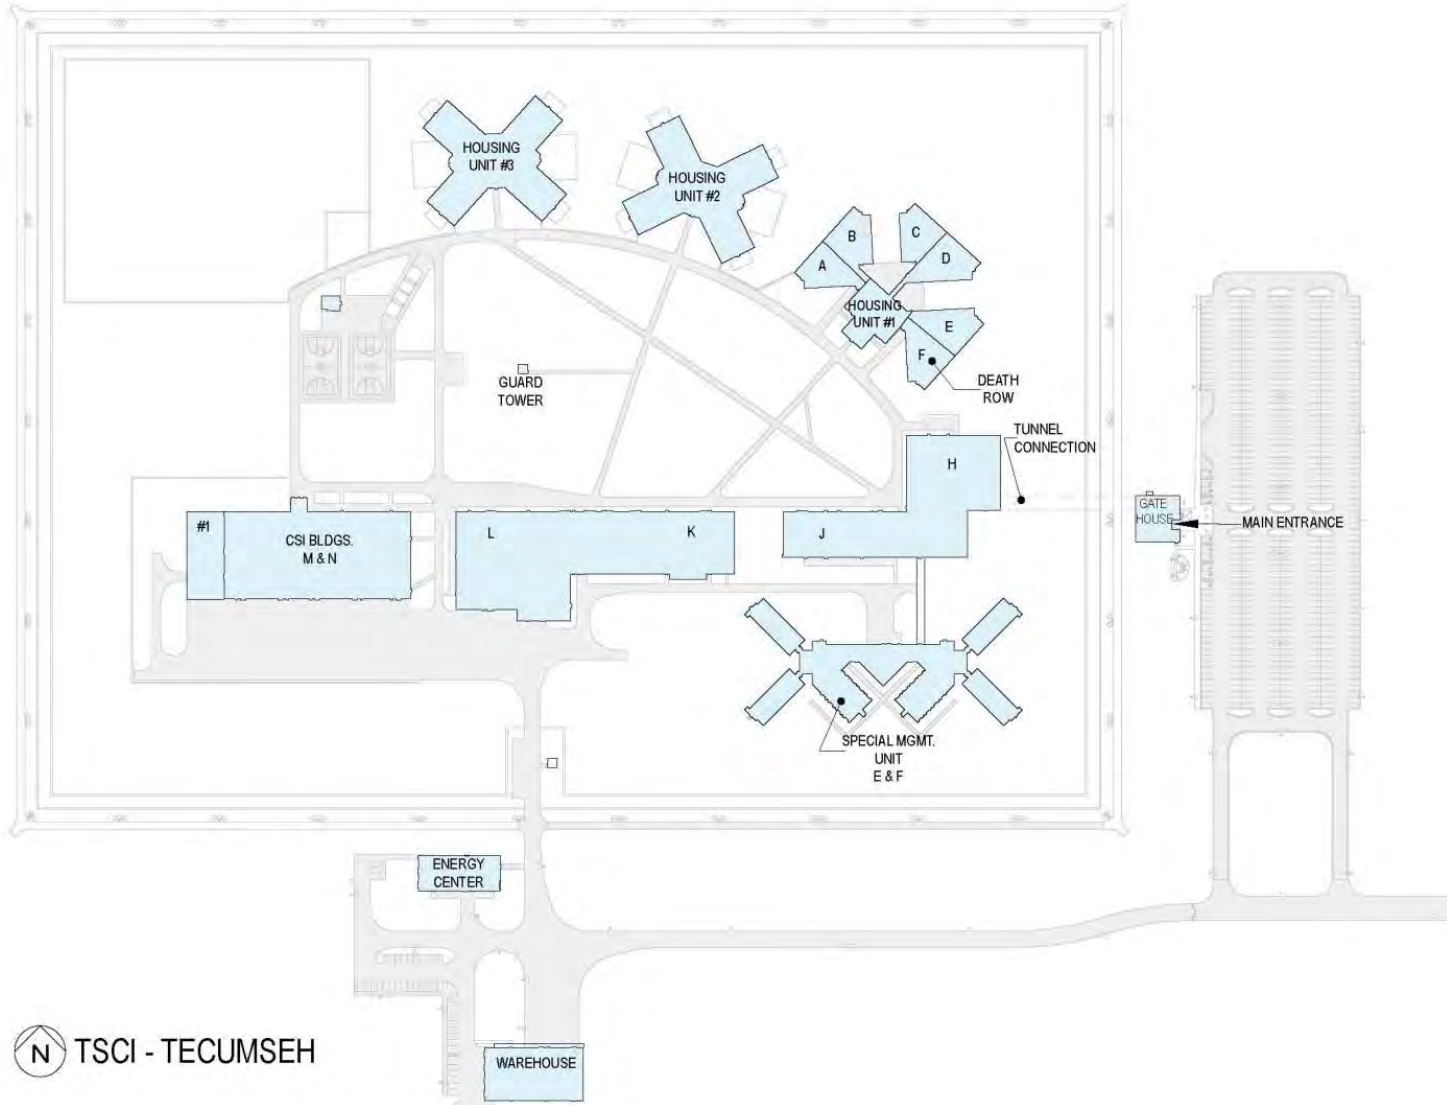 HOUSING
UNIT #3
HOUSING
UNIT #2
B
C
A
D
HOUSING
UNIT #1
E
F
GUARD
TOWER
DEATH
ROW
TUNNEL
CONNECTION
H
GATE
HOUSE
MAIN ENTRANCE
#1
CSI BLDGS.
M & N
L
K
J
SPECIAL MGMT.
UNIT
E & F
ENERGY
CENTER
N
TSCI - TECUMSEH
WAREHOUSE